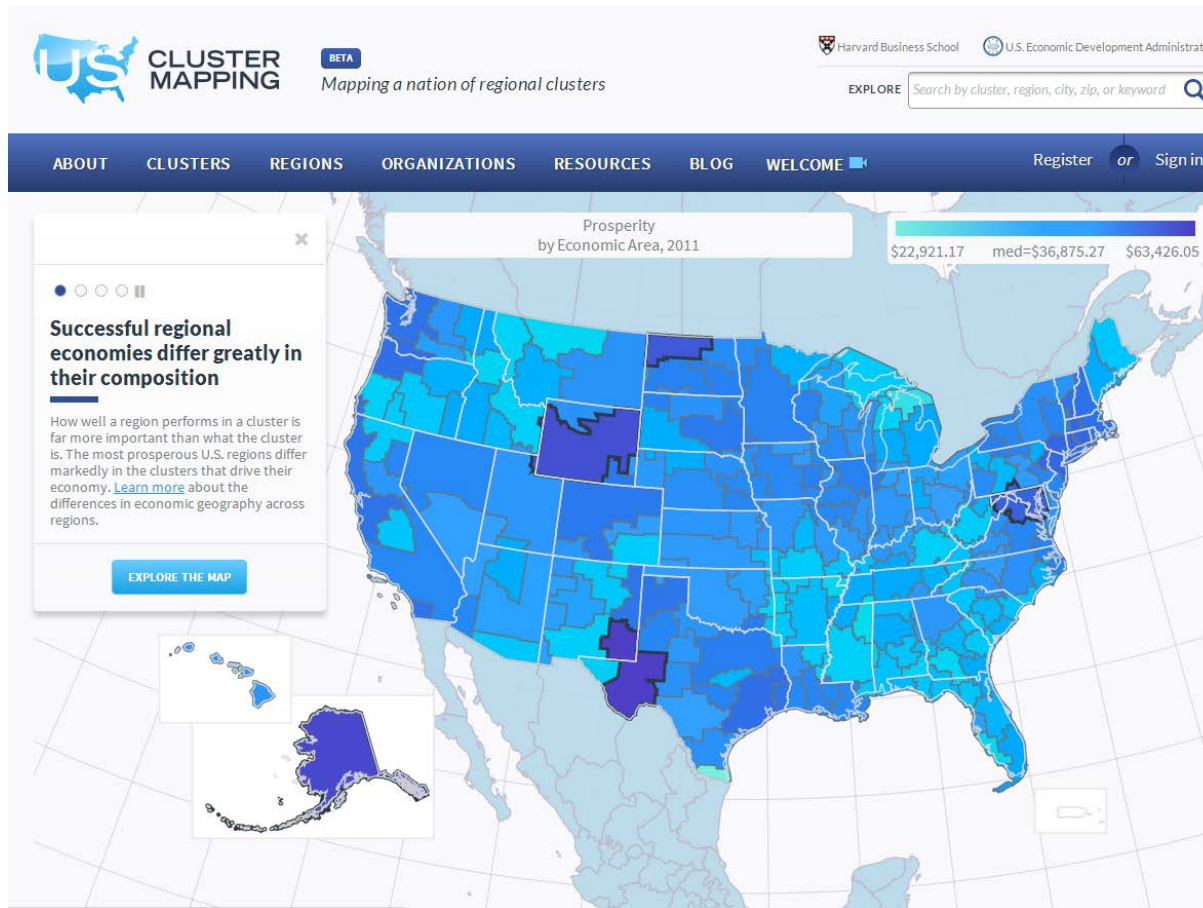 US CLUSTER
MAPPING
BETA
Mapping a nation of regional clusters
Harvard Business School
U.S. Economic Development Administrat
EXPLORE
Search by cluster, region, city, zip, or keyword
ABOUT CLUSTERS REGIONS ORGANIZATIONS RESOURCES BLOG WELCOME Register or Sign in
Prosperity
by Economic Area, 2011
$22,921.17 med=$36,875.27 $63,426.05
Successful regional
economies differ greatly in
their composition
How well a region performs in a cluster is
far more important than what the cluster
is. The most prosperous U.S. regions differ
markedly in the clusters that drive their
economy. Learn more about the
differences in economic geography across
regions.
EXPLORE THE MAP